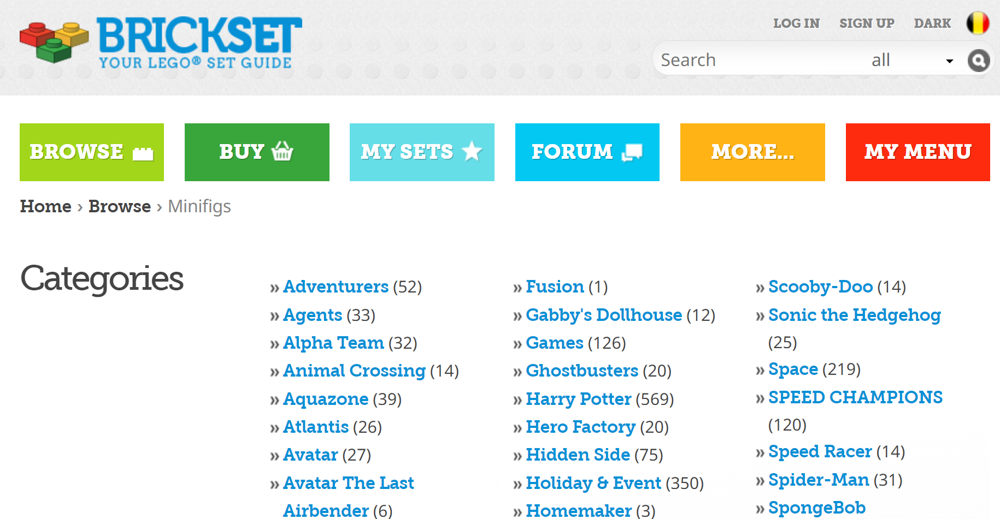 BRICKSET
YOUR LEGO® SET GUIDE
LOG IN SIGN UP DARK
Search all
BROWSE BUY MY SETS FORUM MORE... MY MENU
Home › Browse › Minifigs
Categories
» Adventurers (52)
» Agents (33)
» Alpha Team (32)
» Animal Crossing (14)
» Aquazone (39)
» Atlantis (26)
» Avatar (27)
» Avatar The Last
Airbender (6)
» Fusion (1)
» Gabby's Dollhouse (12)
» Games (126)
» Ghostbusters (20)
» Harry Potter (569)
» Hero Factory (20)
» Hidden Side (75)
» Holiday & Event (350)
» Homemaker (3)
» Scooby-Doo (14)
» Sonic the Hedgehog
(25)
» Space (219)
» SPEED CHAMPIONS
(120)
» Speed Racer (14)
» Spider-Man (31)
» SpongeBob